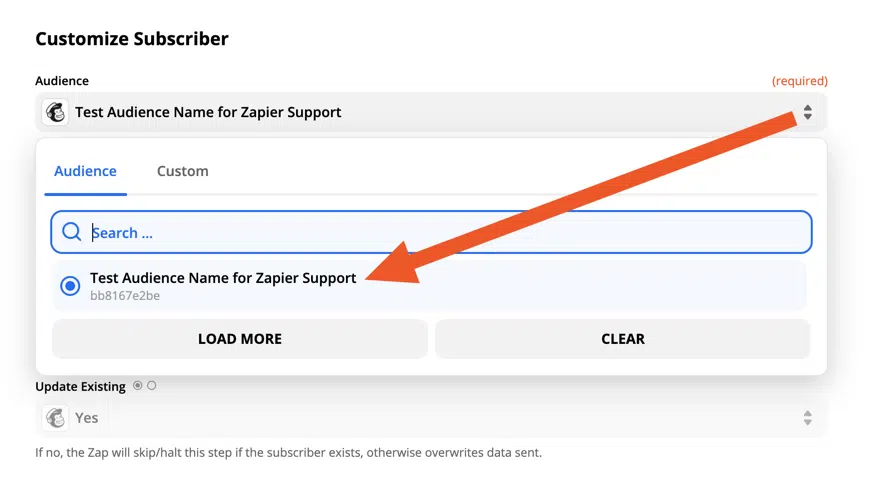 Customize Subscriber
Audience (required)
Test Audience Name for Zapier Support
Audience Custom
Search ...
Test Audience Name for Zapier Support
bb8167e2be
LOAD MORE CLEAR
Update Existing
Yes
If no, the Zap will skip/halt this step if the subscriber exists, otherwise overwrites data sent.